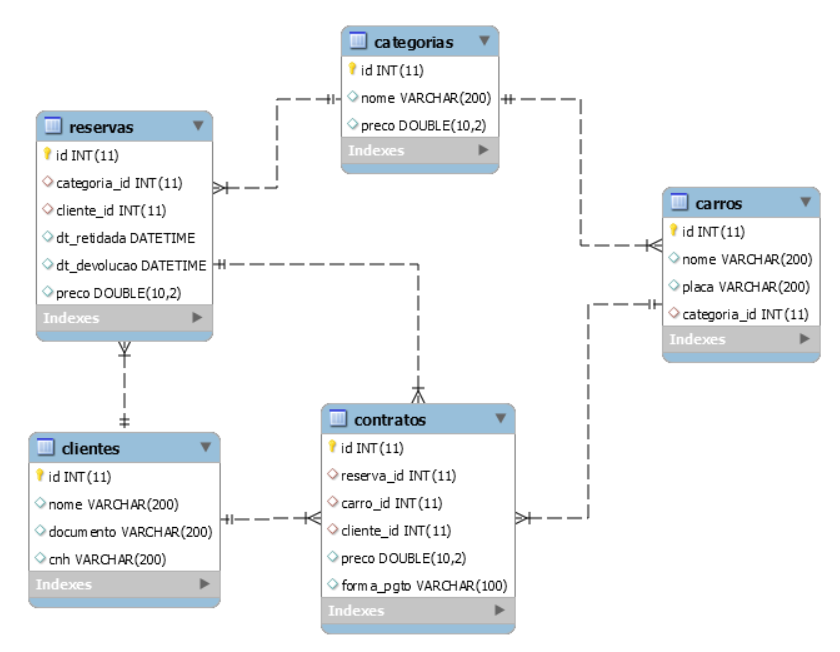 categorias
id INT(11)
nome VARCHAR(200)
preco DOUBLE(10,2)
Indexes
reservas
id INT(11)
categoria_id INT(11)
cliente_id INT(11)
dt_retidada DATETIME
dt_devolucao DATETIME
preco DOUBLE(10,2)
Indexes
carros
id INT(11)
nome VARCHAR(200)
placa VARCHAR(200)
categoria_id INT(11)
Indexes
clientes
id INT(11)
nome VARCHAR(200)
documento VARCHAR(200)
cnh VARCHAR(200)
Indexes
contratos
id INT(11)
reserva_id INT(11)
carro_id INT(11)
cliente_id INT(11)
preco DOUBLE(10,2)
forma_pgto VARCHAR(100)
Indexes